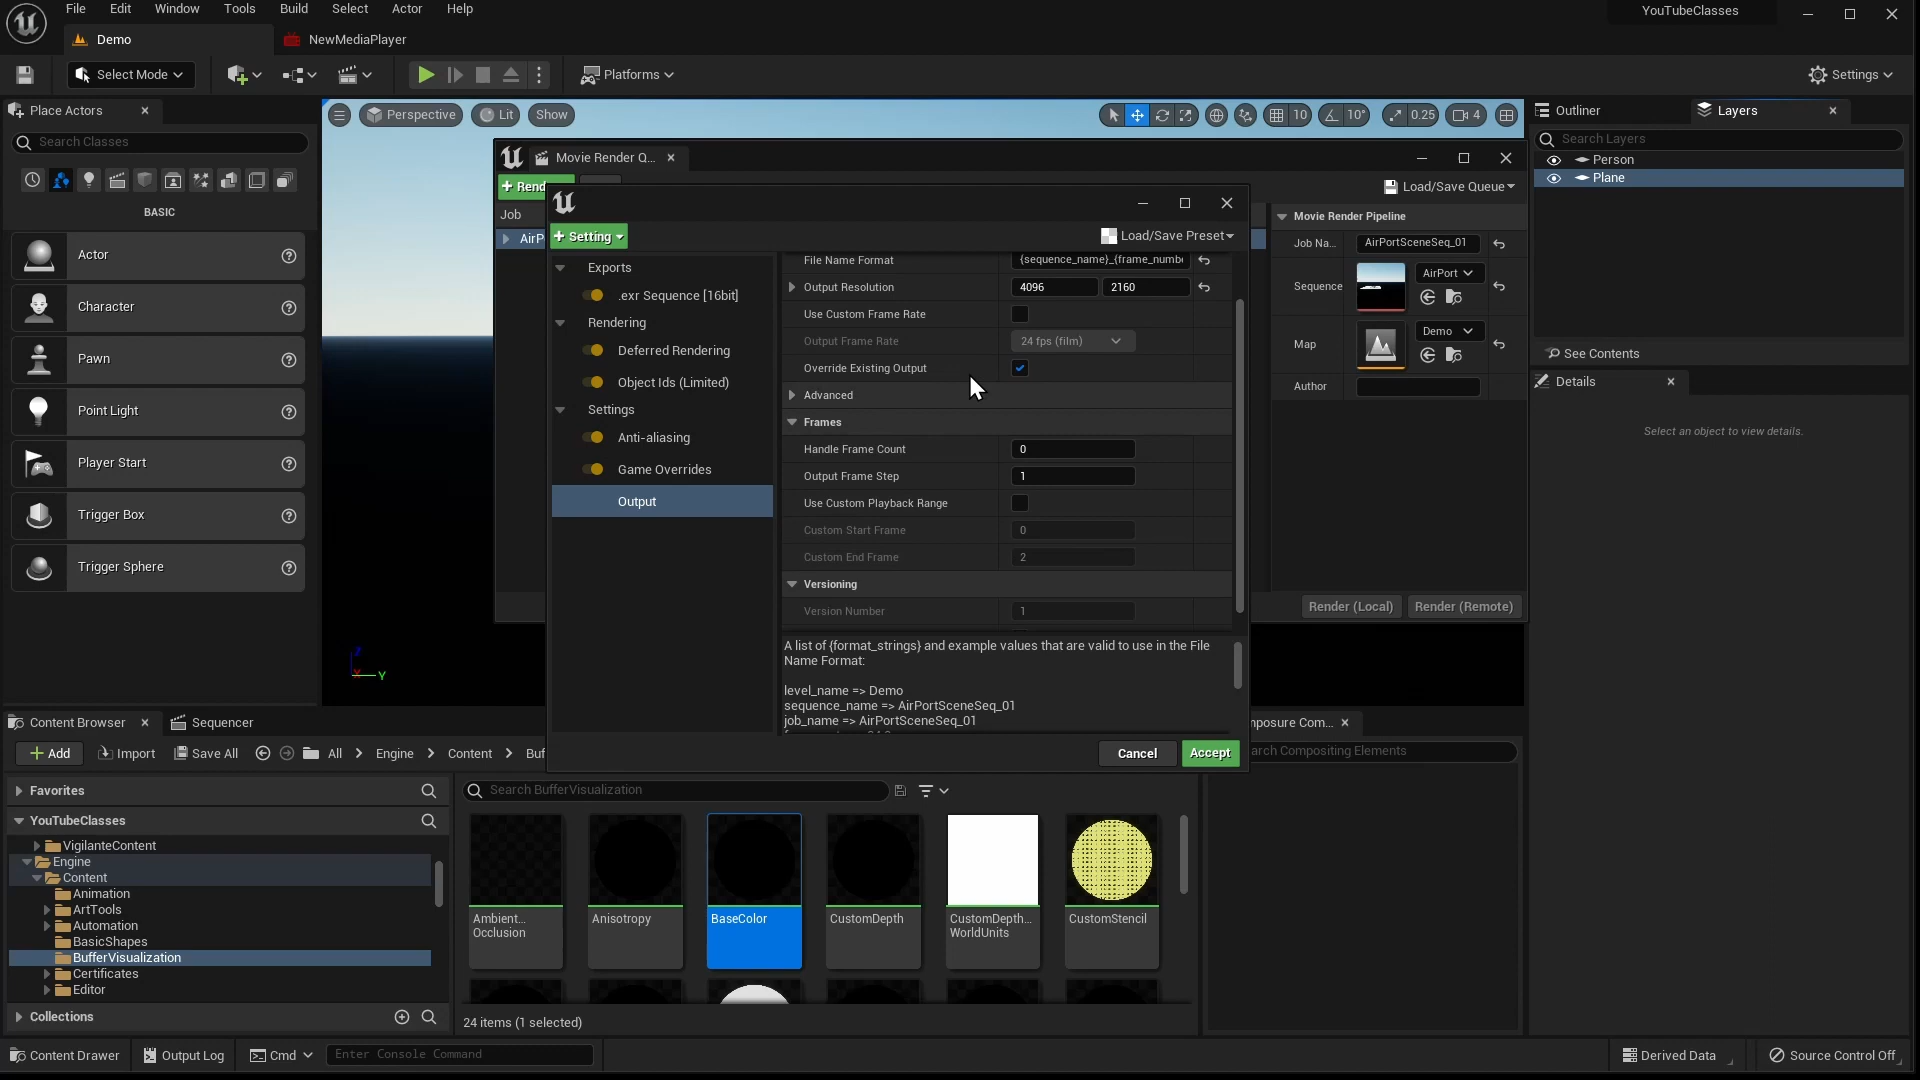 File Edit Window Tools Build Select Actor Help
YouTubeClasses
Demo
NewMediaPlayer
Select Mode
Platforms
Settings
Place Actors
Search Classes
BASIC
Actor
Character
Pawn
Point Light
Player Start
Trigger Box
Trigger Sphere
Perspective
Lit
Show
10
10°
0.25
4
Z
X
Y
Outliner
Layers
Search Layers
Person
Plane
See Contents
Details
Select an object to view details.
Movie Render Q...
+ Rend
Load/Save Queue
Job
AirP
Movie Render Pipeline
Job Na... AirPortSceneSeq_01
Sequence AirPort
Map Demo
Author
Render (Local)
Render (Remote)
+ Setting
Load/Save Preset
Exports
.exr Sequence [16bit]
Rendering
Deferred Rendering
Object Ids (Limited)
Settings
Anti-aliasing
Game Overrides
Output
File Name Format {sequence_name}_{frame_numbe
Output Resolution 4096 2160
Use Custom Frame Rate
Output Frame Rate 24 fps (film)
Override Existing Output
Advanced
Frames
Handle Frame Count 0
Output Frame Step 1
Use Custom Playback Range
Custom Start Frame 0
Custom End Frame 2
Versioning
Version Number 1
A list of {format_strings} and example values that are valid to use in the File
Name Format:
level_name => Demo
sequence_name => AirPortSceneSeq_01
job_name => AirPortSceneSeq_01
Cancel
Accept
Content Browser
Sequencer
+ Add
Import
Save All
All > Engine > Content > Buf
Favorites
YouTubeClasses
VigilanteContent
Engine
Content
Animation
ArtTools
Automation
BasicShapes
BufferVisualization
Certificates
Editor
Collections
Search BufferVisualization
Ambient...
Occlusion
Anisotropy
BaseColor
CustomDepth
CustomDepth...
WorldUnits
CustomStencil
24 items (1 selected)
mposure Com...
arch Compositing Elements
Content Drawer
Output Log
Cmd
Enter Console Command
Derived Data
Source Control Off